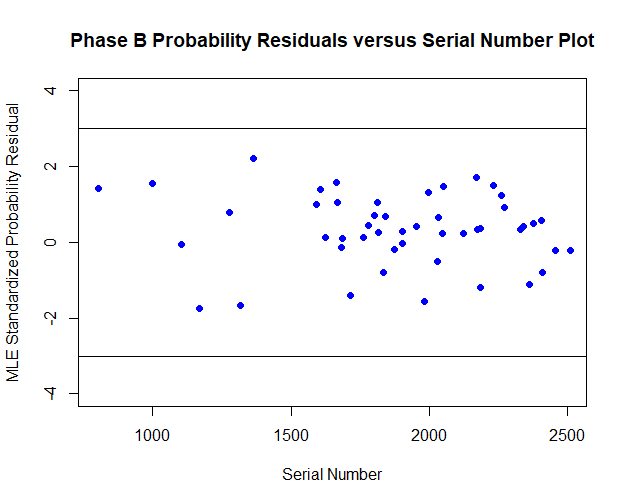 Phase B Probability Residuals versus Serial Number Plot
MLE Standardized Probability Residual
4
2
0
-2
-4
1000 1500 2000 2500
Serial Number